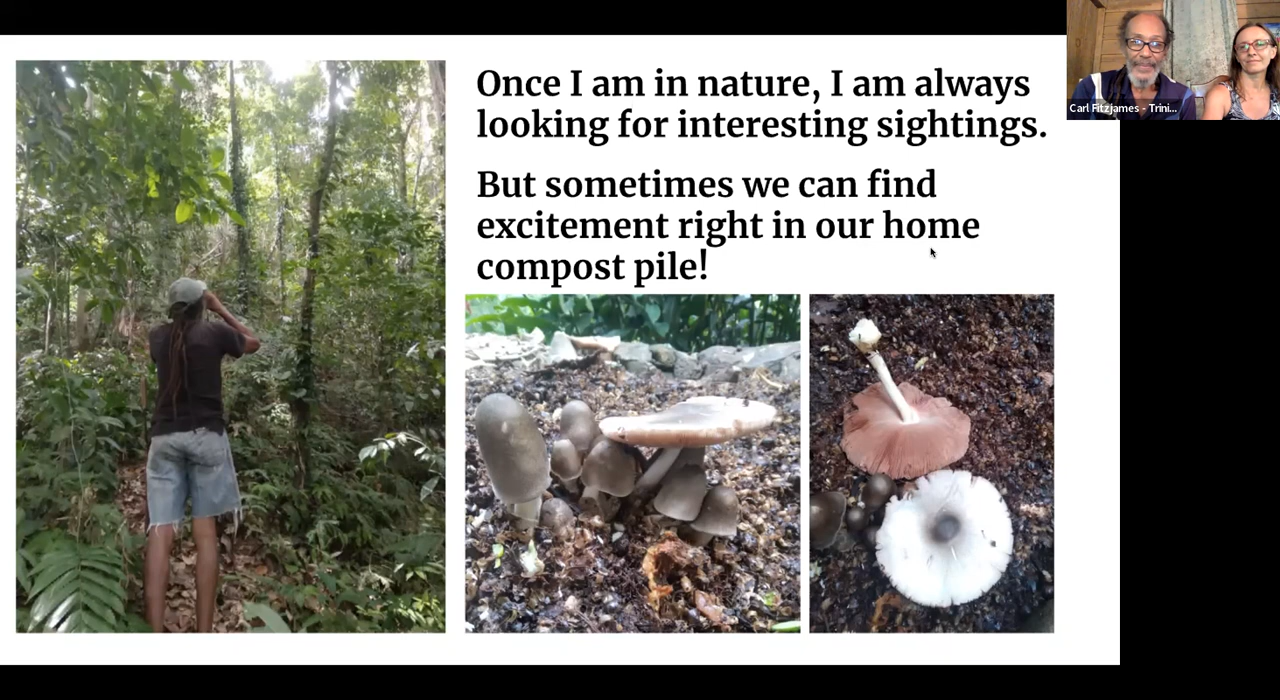 Once I am in nature, I am always
looking for interesting sightings.
But sometimes we can find
excitement right in our home
compost pile!
Carl Fitzjames - Trini...